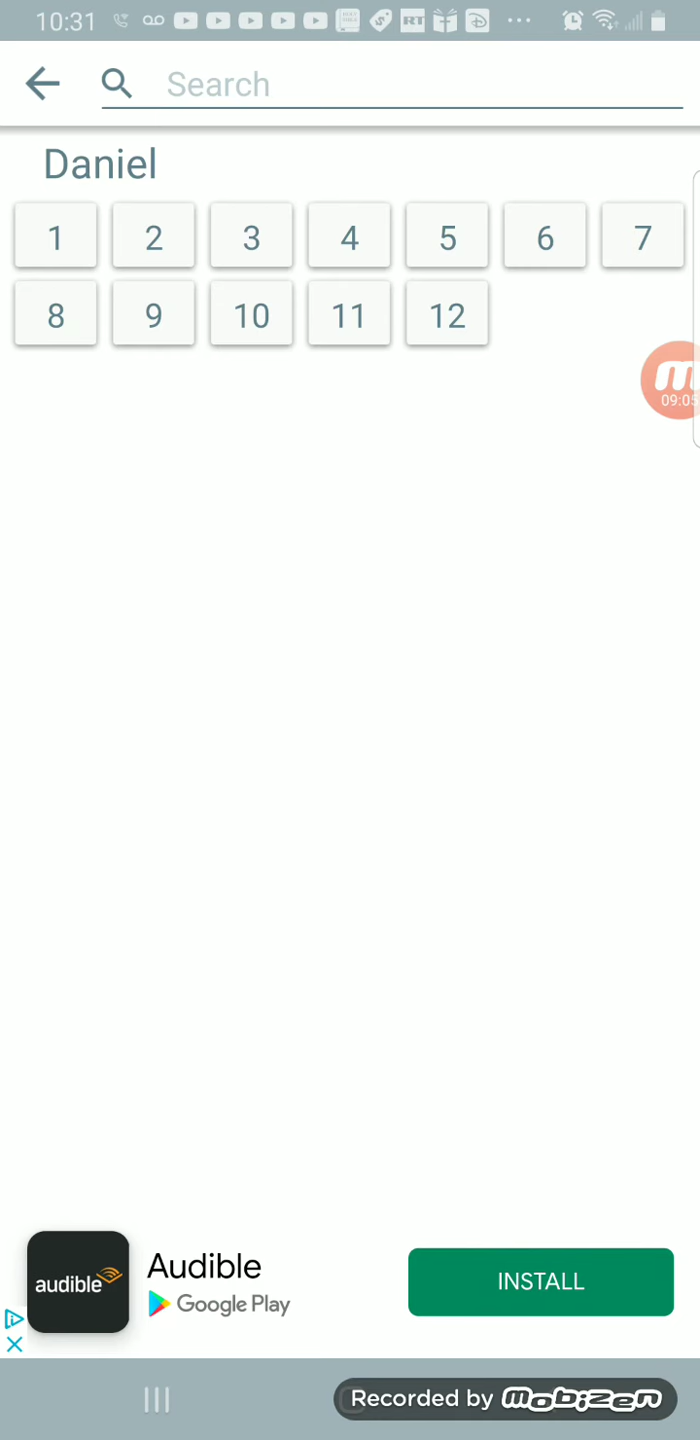 10:31
RT
Search
Daniel
1 2 3 4 5 6 7
8 9 10 11 12
m
09:05
audible
Audible
Google Play
INSTALL
Recorded by mobizen